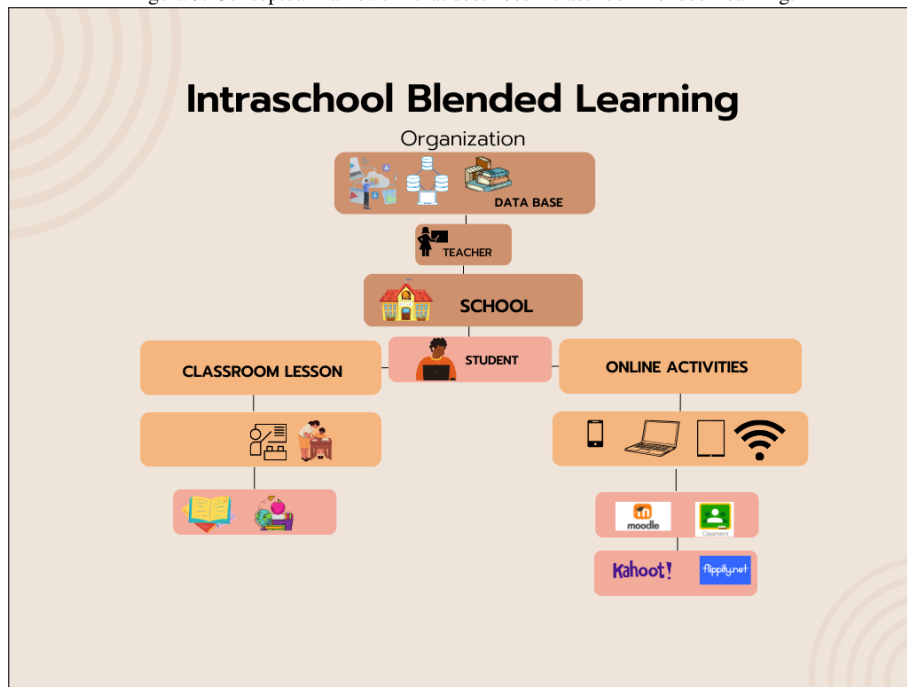 Intraschool Blended Learning
Organization
DATA BASE
TEACHER
SCHOOL
STUDENT
CLASSROOM LESSON
ONLINE ACTIVITIES
moodle
Classroom
Kahoot!
flippity.net